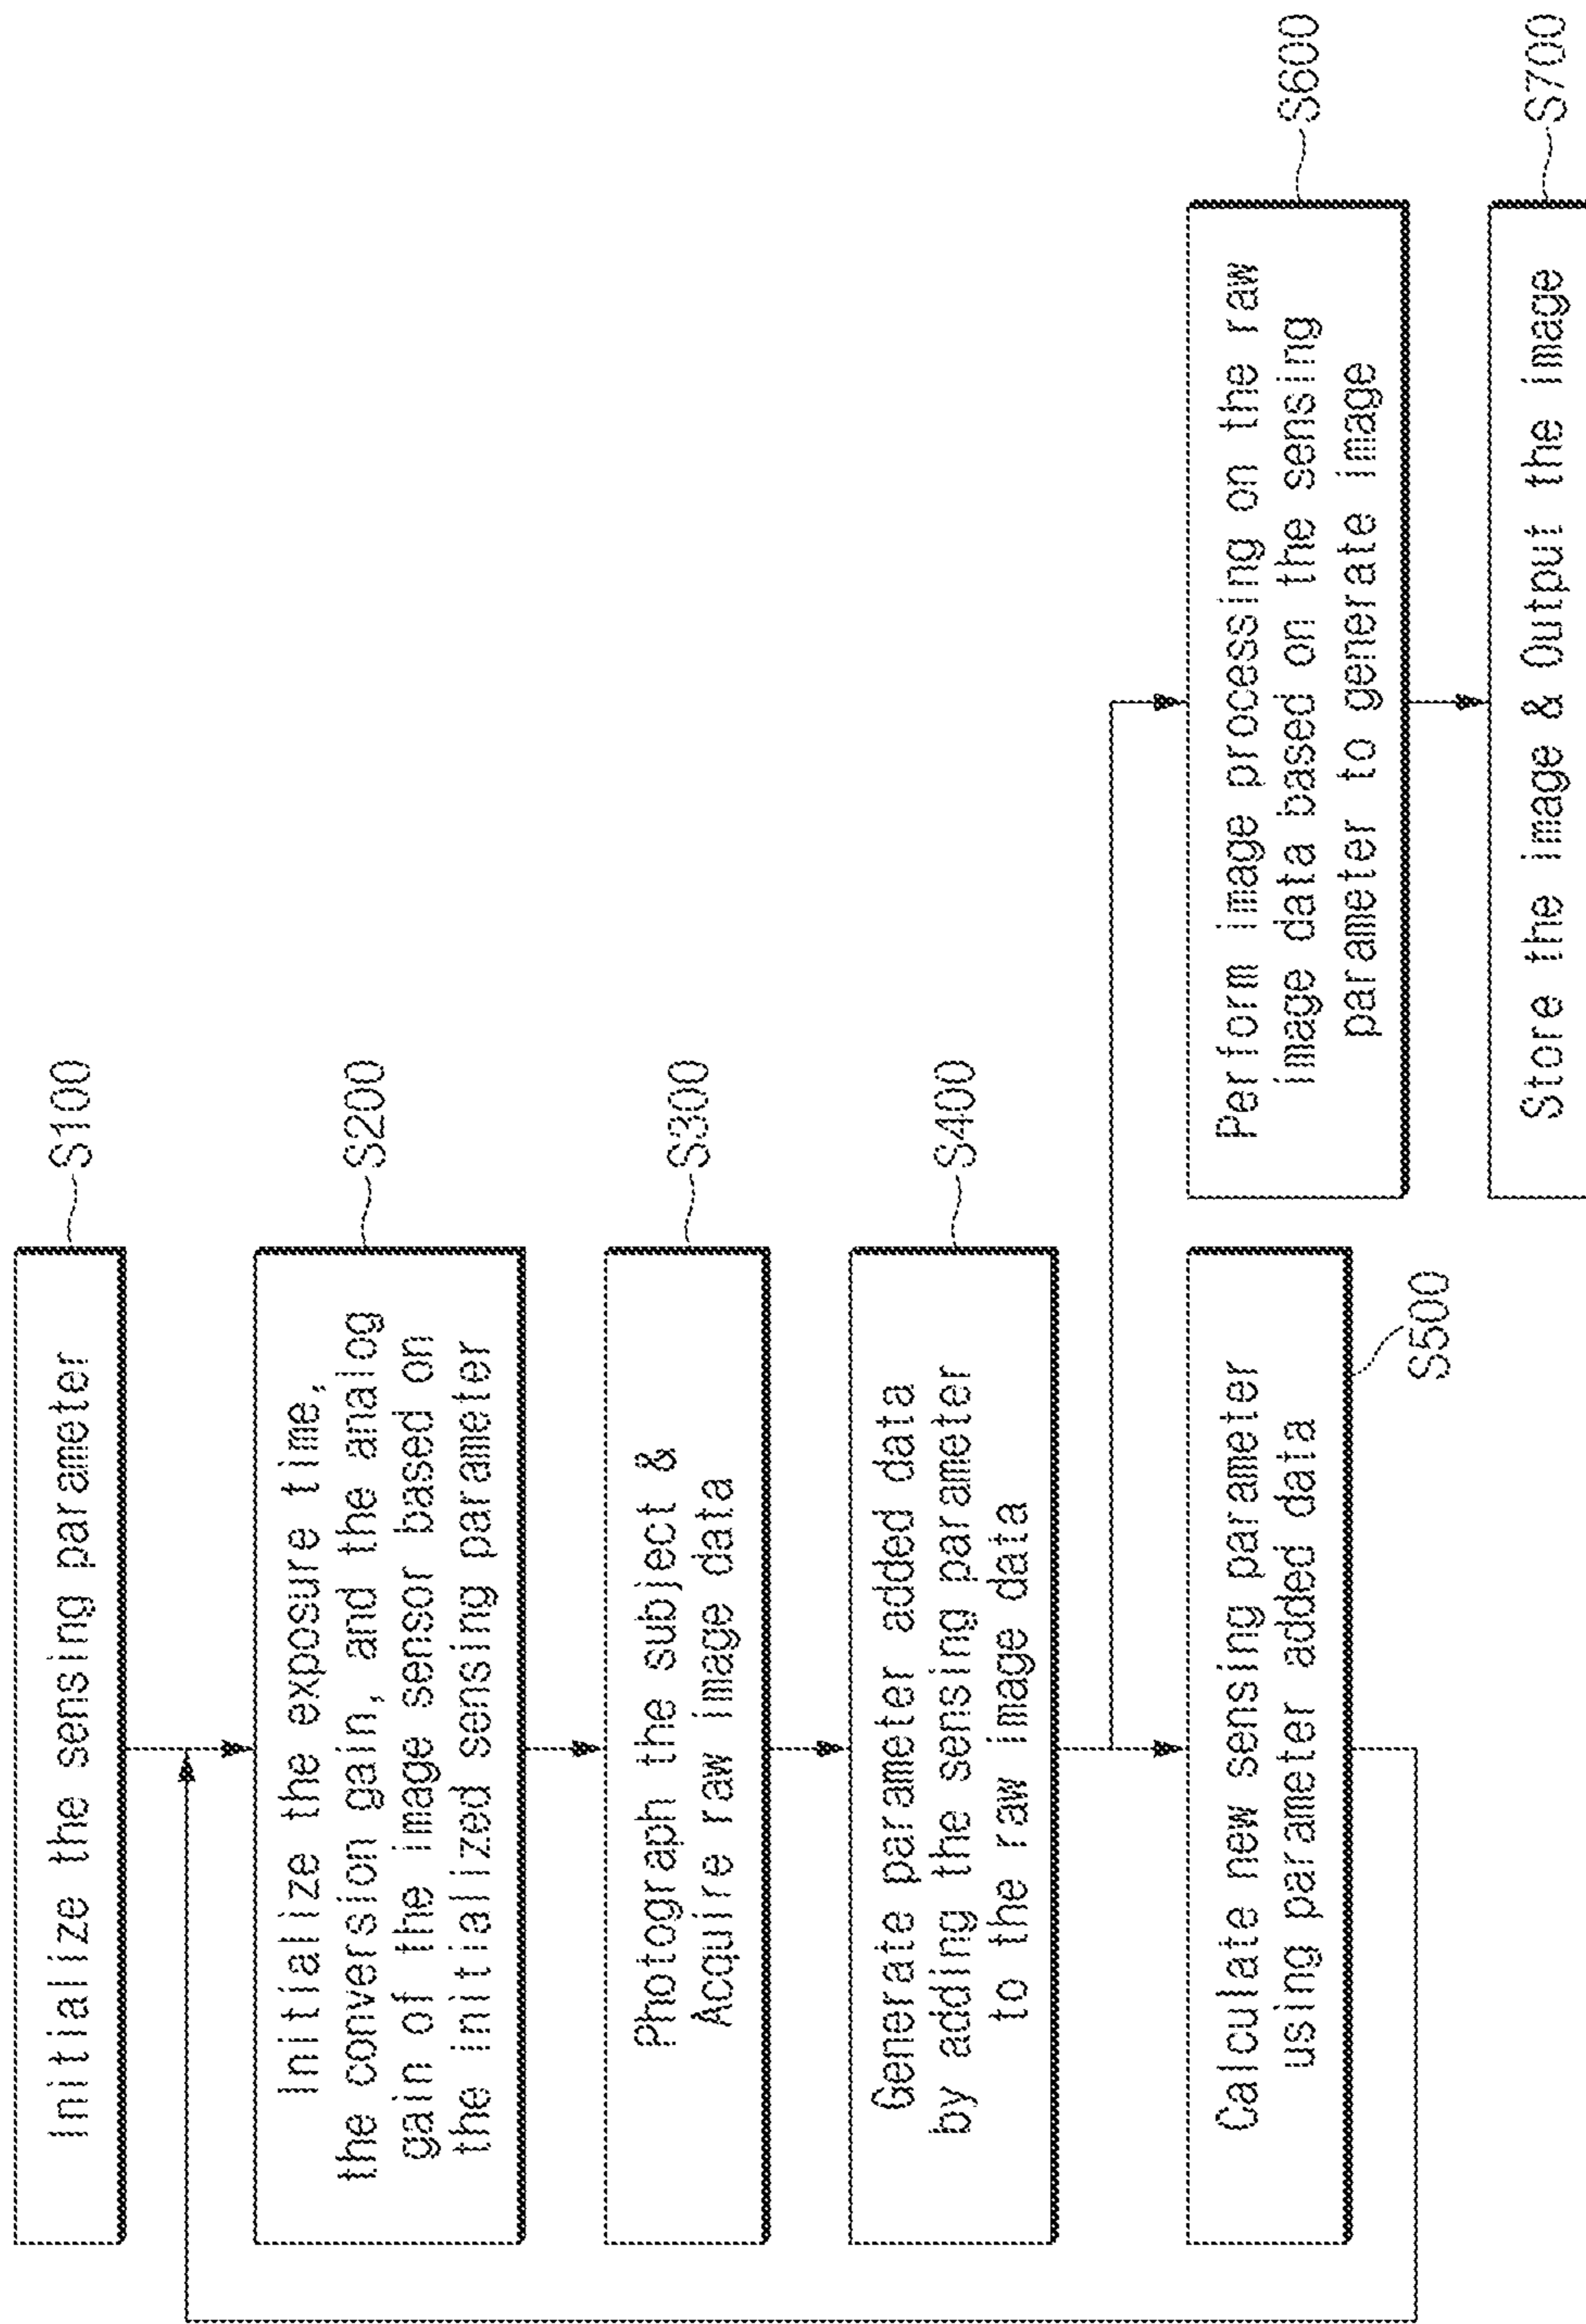 Initialize the sensing parameter
S100
Initialize the exposure time,
the conversion gain, and the analog
gain of the image sensor based on
the initialized sensing parameter
S200
Photograph the subject &
Acquire raw image data
S300
Generate parameter added data
by adding the sensing parameter
to the raw image data
S400
Calculate new sensing parameter
using parameter added data
S500
Perform image processing on the raw
image data based on the sensing
parameter to generate image
S600
Store the image & Output the image
S700